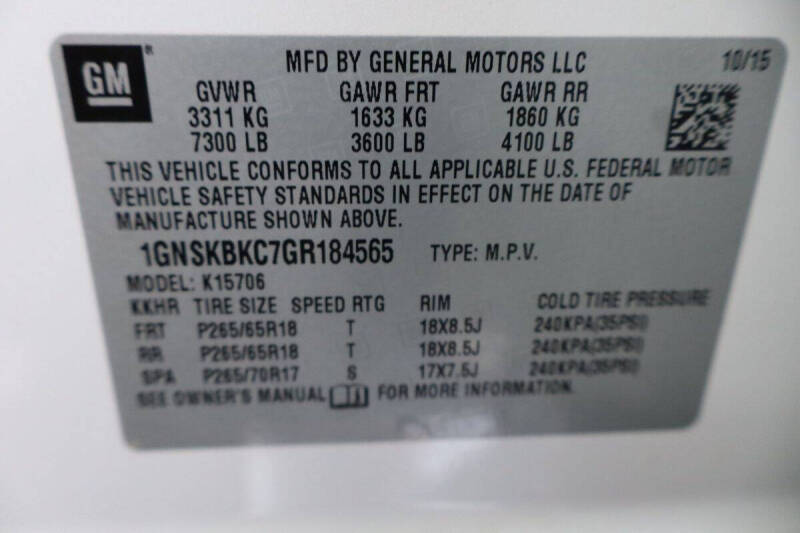 GM®
MFD BY GENERAL MOTORS LLC 10/15
GVWR GAWR FRT GAWR RR
3311 KG 1633 KG 1860 KG
7300 LB 3600 LB 4100 LB
THIS VEHICLE CONFORMS TO ALL APPLICABLE U.S. FEDERAL MOTOR
VEHICLE SAFETY STANDARDS IN EFFECT ON THE DATE OF
MANUFACTURE SHOWN ABOVE.
1GNSKBKC7GR184565 TYPE: M.P.V.
MODEL: K15706
KKHR TIRE SIZE SPEED RTG RIM COLD TIRE PRESSURE
FRT P265/65R18 T 18X8.5J 240KPA(35PSI)
RR P265/65R18 T 18X8.5J 240KPA(35PSI)
SPA P265/70R17 S 17X7.5J 240KPA(35PSI)
SEE OWNER'S MANUAL FOR MORE INFORMATION.